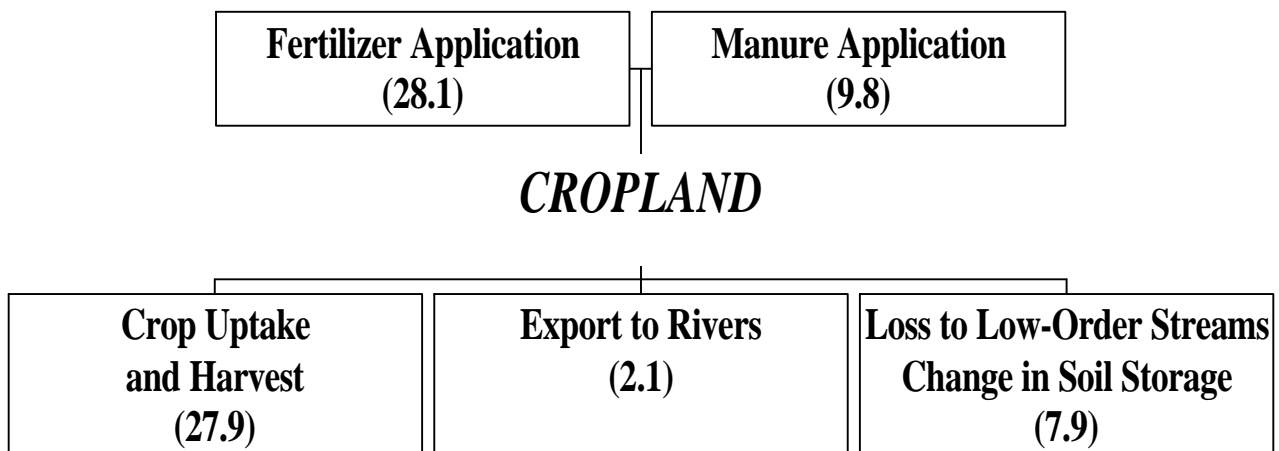 Fertilizer Application
(28.1)
Manure Application
(9.8)
CROPLAND
Crop Uptake
and Harvest
(27.9)
Export to Rivers
(2.1)
Loss to Low-Order Streams
Change in Soil Storage
(7.9)